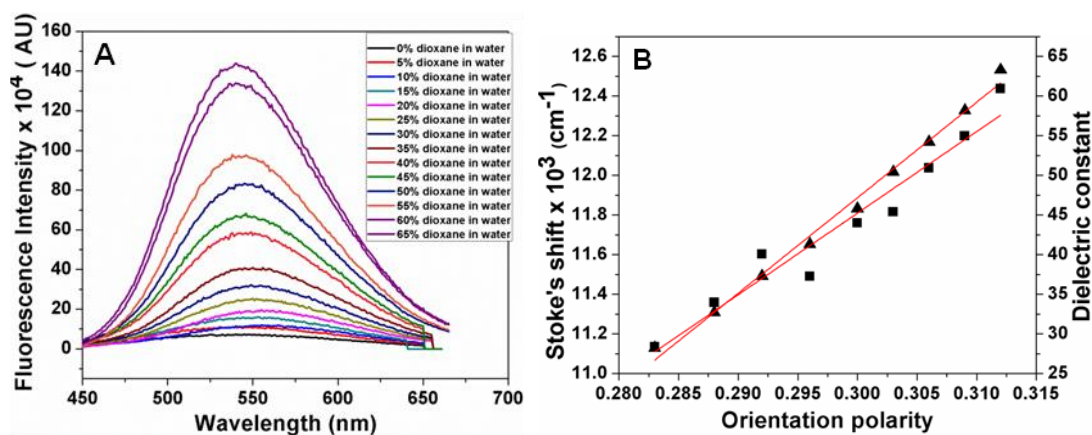 A
Fluorescence Intensity x 10⁴ ( AU)
160
140
120
100
80
60
40
20
0
450
500
550
600
650
700
Wavelength (nm)
0% dioxane in water
5% dioxane in water
10% dioxane in water
15% dioxane in water
20% dioxane in water
25% dioxane in water
30% dioxane in water
35% dioxane in water
40% dioxane in water
45% dioxane in water
50% dioxane in water
55% dioxane in water
60% dioxane in water
65% dioxane in water
B
Stoke's shift x 10³ (cm⁻¹)
12.6
12.4
12.2
12.0
11.8
11.6
11.4
11.2
11.0
0.280
0.285
0.290
0.295
0.300
0.305
0.310
0.315
Orientation polarity
65
60
55
50
45
40
35
30
25
Dielectric constant